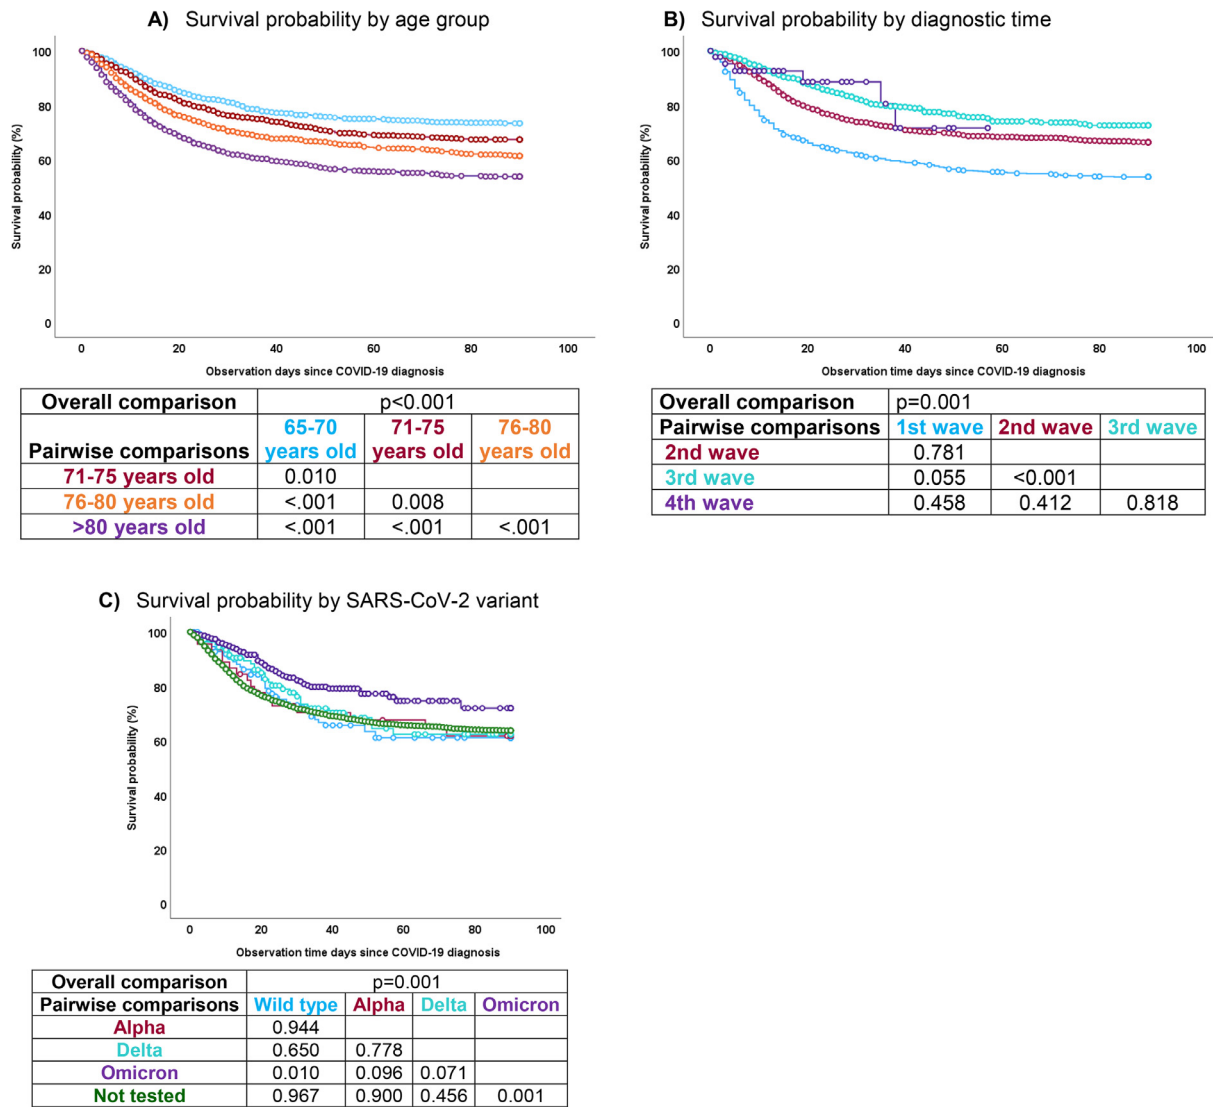 A) Survival probability by age group
Survival probability (%)
100
80
60
40
20
0
0 20 40 60 80 100
Observation days since COVID-19 diagnosis
Overall comparison p<0.001
Pairwise comparisons 65-70 years old 71-75 years old 76-80 years old
71-75 years old 0.010
76-80 years old <.001 0.008
>80 years old <.001 <.001 <.001
B) Survival probability by diagnostic time
Survival probability (%)
100
80
60
40
20
0
0 20 40 60 80 100
Observation time days since COVID-19 diagnosis
Overall comparison p=0.001
Pairwise comparisons 1st wave 2nd wave 3rd wave
2nd wave 0.781
3rd wave 0.055 <0.001
4th wave 0.458 0.412 0.818
C) Survival probability by SARS-CoV-2 variant
Survival probability (%)
100
80
60
40
20
0
0 20 40 60 80 100
Observation time days since COVID-19 diagnosis
Overall comparison p=0.001
Pairwise comparisons Wild type Alpha Delta Omicron
Alpha 0.944
Delta 0.650 0.778
Omicron 0.010 0.096 0.071
Not tested 0.967 0.900 0.456 0.001